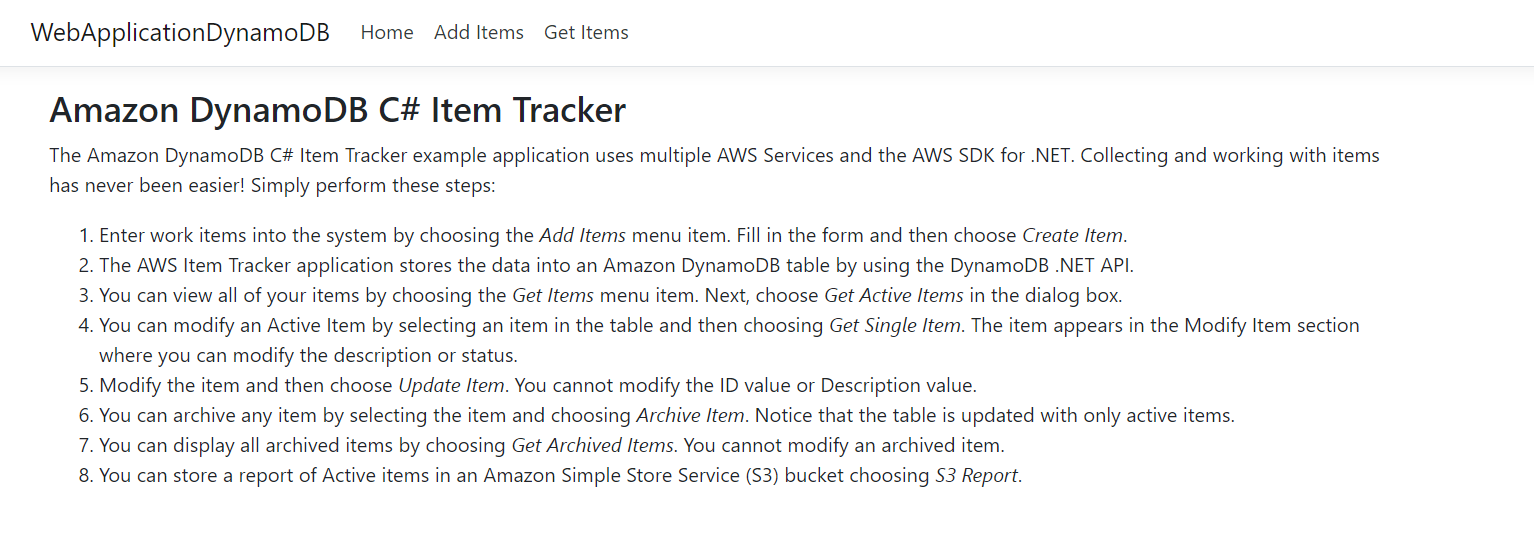 WebApplicationDynamoDB Home Add Items Get Items
Amazon DynamoDB C# Item Tracker
The Amazon DynamoDB C# Item Tracker example application uses multiple AWS Services and the AWS SDK for .NET. Collecting and working with items
has never been easier! Simply perform these steps:
1. Enter work items into the system by choosing the Add Items menu item. Fill in the form and then choose Create Item.
2. The AWS Item Tracker application stores the data into an Amazon DynamoDB table by using the DynamoDB .NET API.
3. You can view all of your items by choosing the Get Items menu item. Next, choose Get Active Items in the dialog box.
4. You can modify an Active Item by selecting an item in the table and then choosing Get Single Item. The item appears in the Modify Item section
where you can modify the description or status.
5. Modify the item and then choose Update Item. You cannot modify the ID value or Description value.
6. You can archive any item by selecting the item and choosing Archive Item. Notice that the table is updated with only active items.
7. You can display all archived items by choosing Get Archived Items. You cannot modify an archived item.
8. You can store a report of Active items in an Amazon Simple Store Service (S3) bucket choosing S3 Report.